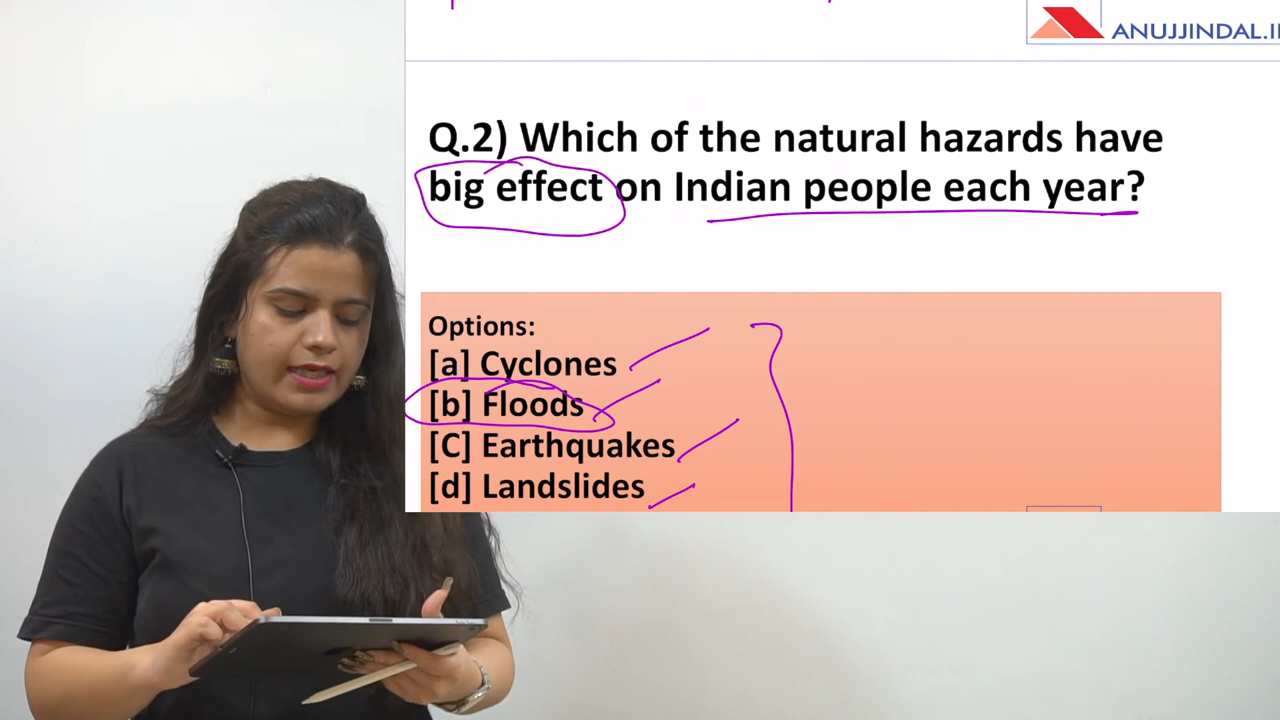 ANUJJINDAL.I
Q.2) Which of the natural hazards have
big effect on Indian people each year?
Options:
[a] Cyclones
[b] Floods
[C] Earthquakes
[d] Landslides